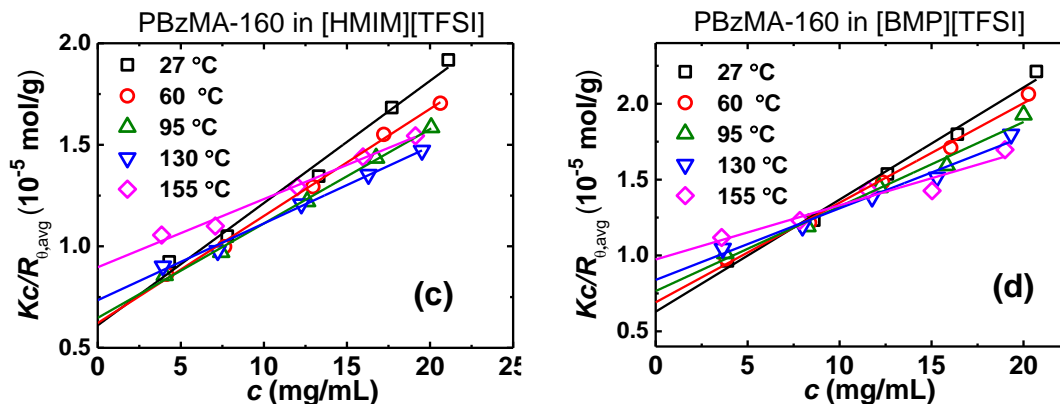 PBzMA-160 in [HMIM][TFSI]
2.0
1.5
1.0
0.5
Kc/Rθ,avg (10-5 mol/g)
27 °C
60 °C
95 °C
130 °C
155 °C
(c)
0 5 10 15 20 25
c (mg/mL)
PBzMA-160 in [BMP][TFSI]
2.0
1.5
1.0
0.5
Kc/Rθ,avg (10-5 mol/g)
27 °C
60 °C
95 °C
130 °C
155 °C
(d)
0 5 10 15 20
c (mg/mL)